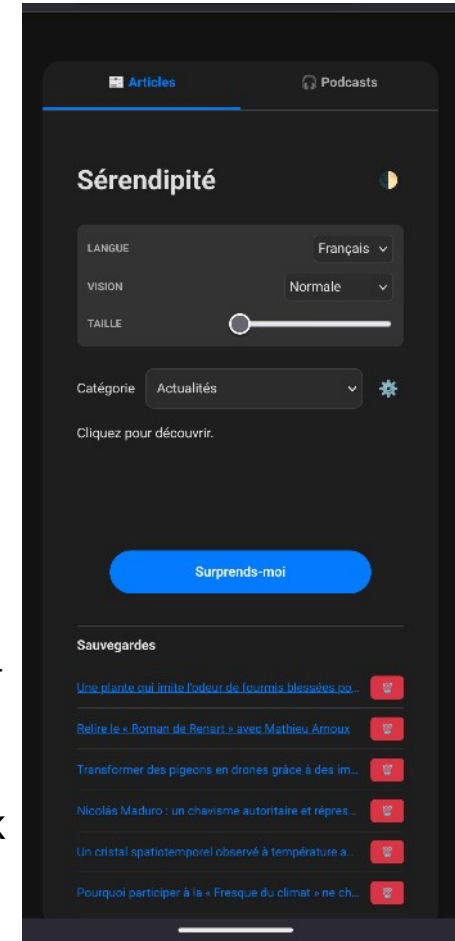 Articles
Podcasts
Sérendipité
LANGUE
Français
VISION
Normale
TAILLE
Catégorie
Actualités
Cliquez pour découvrir.
Surprends-moi
Sauvegardes
Une plante qui imite l'odeur de fourmis blessées po...
Relire le « Roman de Renart » avec Mathieu Arnoux
Transformer des pigeons en drones grâce à des im...
Nicolás Maduro : un chavisme autoritaire et répres...
Un cristal spatiotemporel observé à température a...
Pourquoi participer à la « Fresque du climat » ne ch...